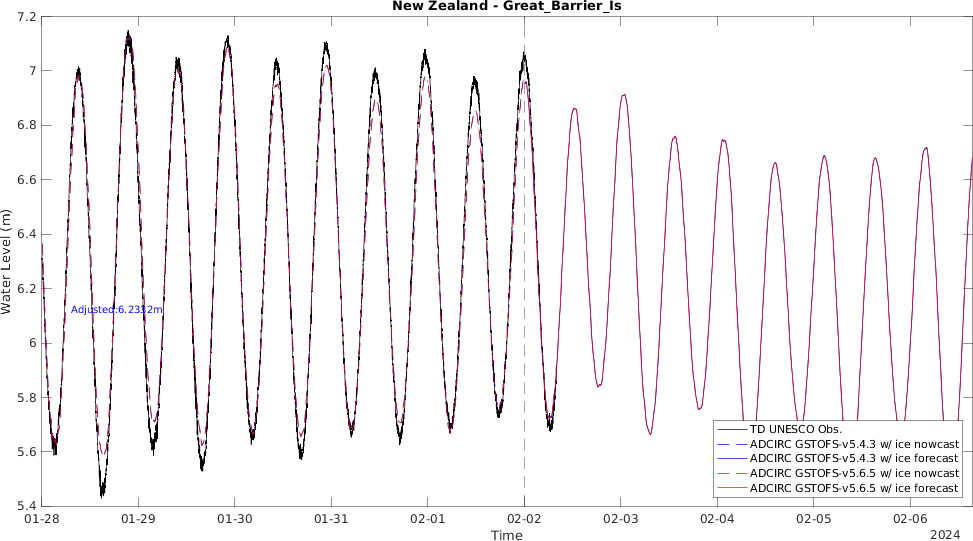 New Zealand - Great_Barrier_Is
7.2
7
6.8
6.6
6.4
6.2
6
5.8
5.6
5.4
Water Level (m)
Adjusted:6.2332m
TD UNESCO Obs.
ADCIRC GSTOFS-v5.4.3 w/ ice nowcast
ADCIRC GSTOFS-v5.4.3 w/ ice forecast
ADCIRC GSTOFS-v5.6.5 w/ ice nowcast
ADCIRC GSTOFS-v5.6.5 w/ ice forecast
01-28 01-29 01-30 01-31 02-01 02-02 02-03 02-04 02-05 02-06
Time
2024